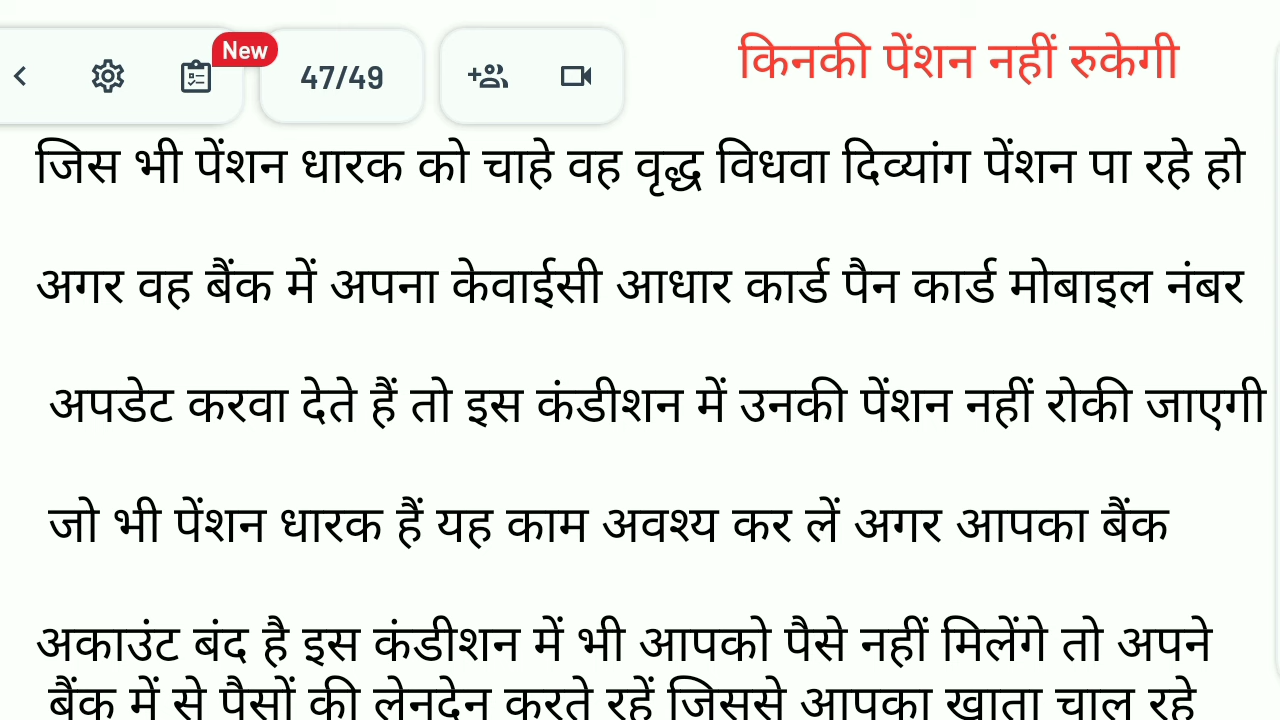 New
47/49
किनकी पेंशन नहीं रुकेगी
जिस भी पेंशन धारक को चाहे वह वृद्ध विधवा दिव्यांग पेंशन पा रहे हो
अगर वह बैंक में अपना केवाईसी आधार कार्ड पैन कार्ड मोबाइल नंबर
अपडेट करवा देते हैं तो इस कंडीशन में उनकी पेंशन नहीं रोकी जाएगी
जो भी पेंशन धारक हैं यह काम अवश्य कर लें अगर आपका बैंक
अकाउंट बंद है इस कंडीशन में भी आपको पैसे नहीं मिलेंगे तो अपने
बैंक में से पैसों की लेनदेन करते रहें जिससे आपका खाता चालू रहे